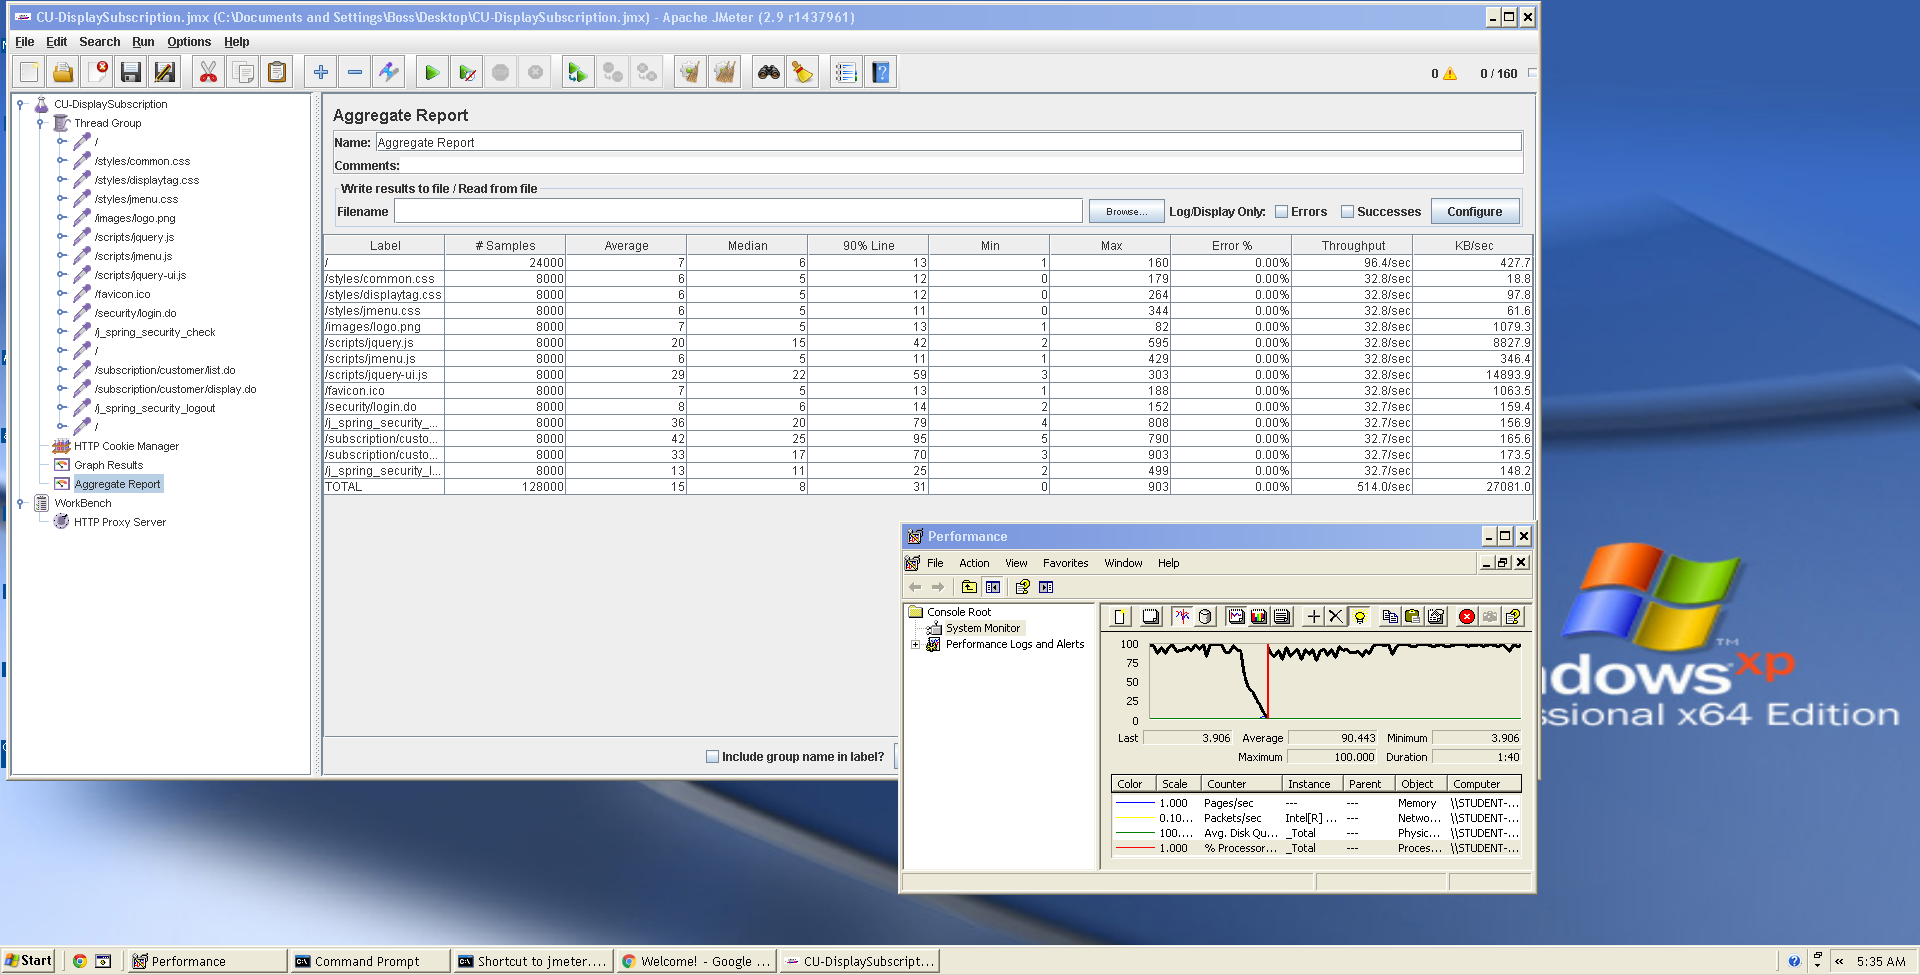 CU-DisplaySubscription.jmx (C:\Documents and Settings\Boss\Desktop\CU-DisplaySubscription.jmx) - Apache JMeter (2.9 r1437961)
File Edit Search Run Options Help
0 0 / 160
CU-DisplaySubscription
Thread Group
/
/styles/common.css
/styles/displaytag.css
/styles/jmenu.css
/images/logo.png
/scripts/jquery.js
/scripts/jmenu.js
/scripts/jquery-ui.js
/favicon.ico
/security/login.do
/j_spring_security_check
/
/subscription/customer/list.do
/subscription/customer/display.do
/j_spring_security_logout
/
HTTP Cookie Manager
Graph Results
Aggregate Report
WorkBench
HTTP Proxy Server
Aggregate Report
Name: Aggregate Report
Comments:
Write results to file / Read from file
Filename Browse... Log/Display Only: Errors Successes Configure
Label # Samples Average Median 90% Line Min Max Error % Throughput KB/sec
/ 24000 7 6 13 1 160 0.00% 96.4/sec 427.7
/styles/common.css 8000 6 5 12 0 179 0.00% 32.8/sec 18.8
/styles/displaytag.css 8000 6 5 12 0 264 0.00% 32.8/sec 97.8
/styles/jmenu.css 8000 6 5 11 0 344 0.00% 32.8/sec 61.6
/images/logo.png 8000 7 5 13 1 82 0.00% 32.8/sec 1079.3
/scripts/jquery.js 8000 20 15 42 2 595 0.00% 32.8/sec 8827.9
/scripts/jmenu.js 8000 6 5 11 1 429 0.00% 32.8/sec 346.4
/scripts/jquery-ui.js 8000 29 22 59 3 303 0.00% 32.8/sec 14893.9
/favicon.ico 8000 7 5 13 1 188 0.00% 32.8/sec 1063.5
/security/login.do 8000 8 6 14 2 152 0.00% 32.7/sec 159.4
/j_spring_security_... 8000 36 20 79 4 808 0.00% 32.7/sec 156.9
/subscription/custo... 8000 42 25 95 5 790 0.00% 32.7/sec 165.6
/subscription/custo... 8000 33 17 70 3 903 0.00% 32.7/sec 173.5
/j_spring_security_l... 8000 13 11 25 2 499 0.00% 32.7/sec 148.2
TOTAL 128000 15 8 31 0 903 0.00% 514.0/sec 27081.0
Include group name in label?
Performance
File Action View Favorites Window Help
Console Root
System Monitor
Performance Logs and Alerts
100
75
50
25
0
Last 3.906 Average 90.443 Minimum 3.906
Maximum 100.000 Duration 1:40
Color Scale Counter Instance Parent Object Computer
1.000 Pages/sec --- --- Memory \\STUDENT-...
0.10... Packets/sec Intel[R] ... --- Netwo... \\STUDENT-...
100.... Avg. Disk Qu... _Total --- Physic... \\STUDENT-...
1.000 % Processor... _Total --- Proces... \\STUDENT-...
ndows xp
TM
ssional x64 Edition
Start Performance Command Prompt Shortcut to jmeter.... Welcome! - Google ... CU-DisplaySubscript... 5:35 AM